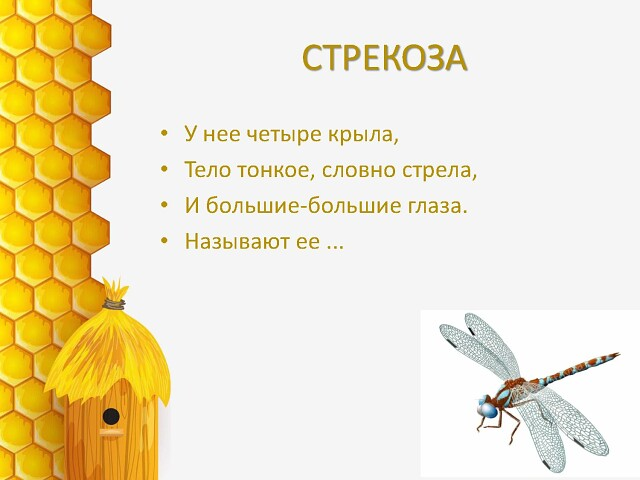 СТРЕКОЗА
• У нее четыре крыла,
• Тело тонкое, словно стрела,
• И большие-большие глаза.
• Называют ее ...